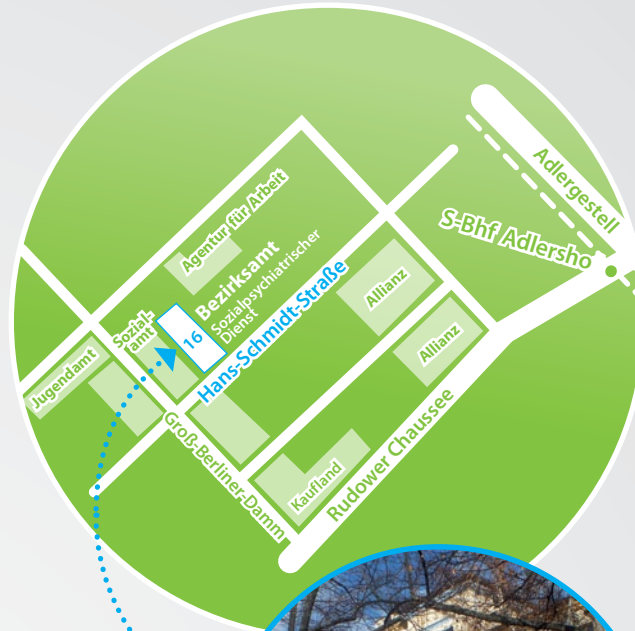 Adlergestell
S-Bhf Adlersho
Agentur für Arbeit
Bezirksamt
Sozialpsychiatrischer
Dienst
Hans-Schmidt-Straße
Allianz
Allianz
Sozial-
amt
16
Jugendamt
Groß-Berliner-Damm
Kaufland
Rudower Chaussee